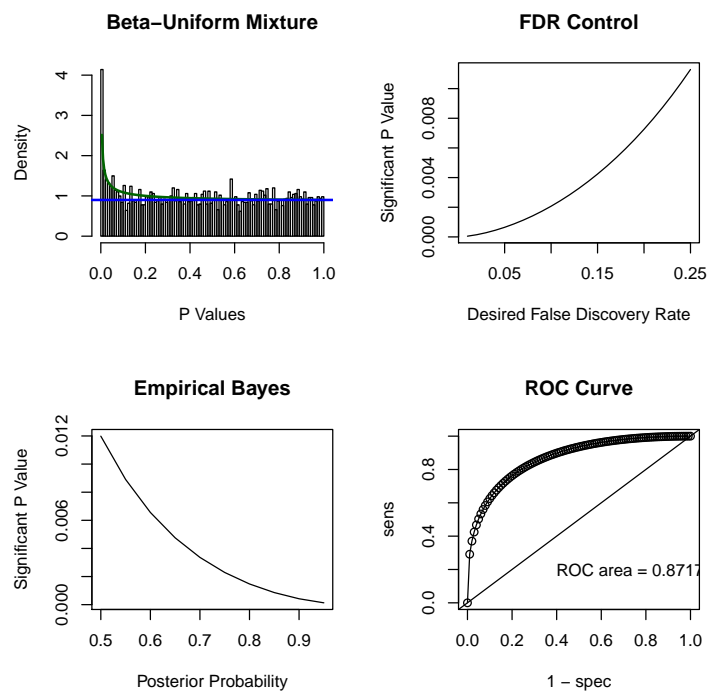 Beta−Uniform Mixture
Density
0 1 2 3 4
0.0 0.2 0.4 0.6 0.8 1.0
P Values
FDR Control
Significant P Value
0.000 0.004 0.008
0.05 0.15 0.25
Desired False Discovery Rate
Empirical Bayes
Significant P Value
0.000 0.006 0.012
0.5 0.6 0.7 0.8 0.9
Posterior Probability
ROC Curve
sens
0.0 0.4 0.8
ROC area = 0.8717
0.0 0.2 0.4 0.6 0.8 1.0
1 − spec